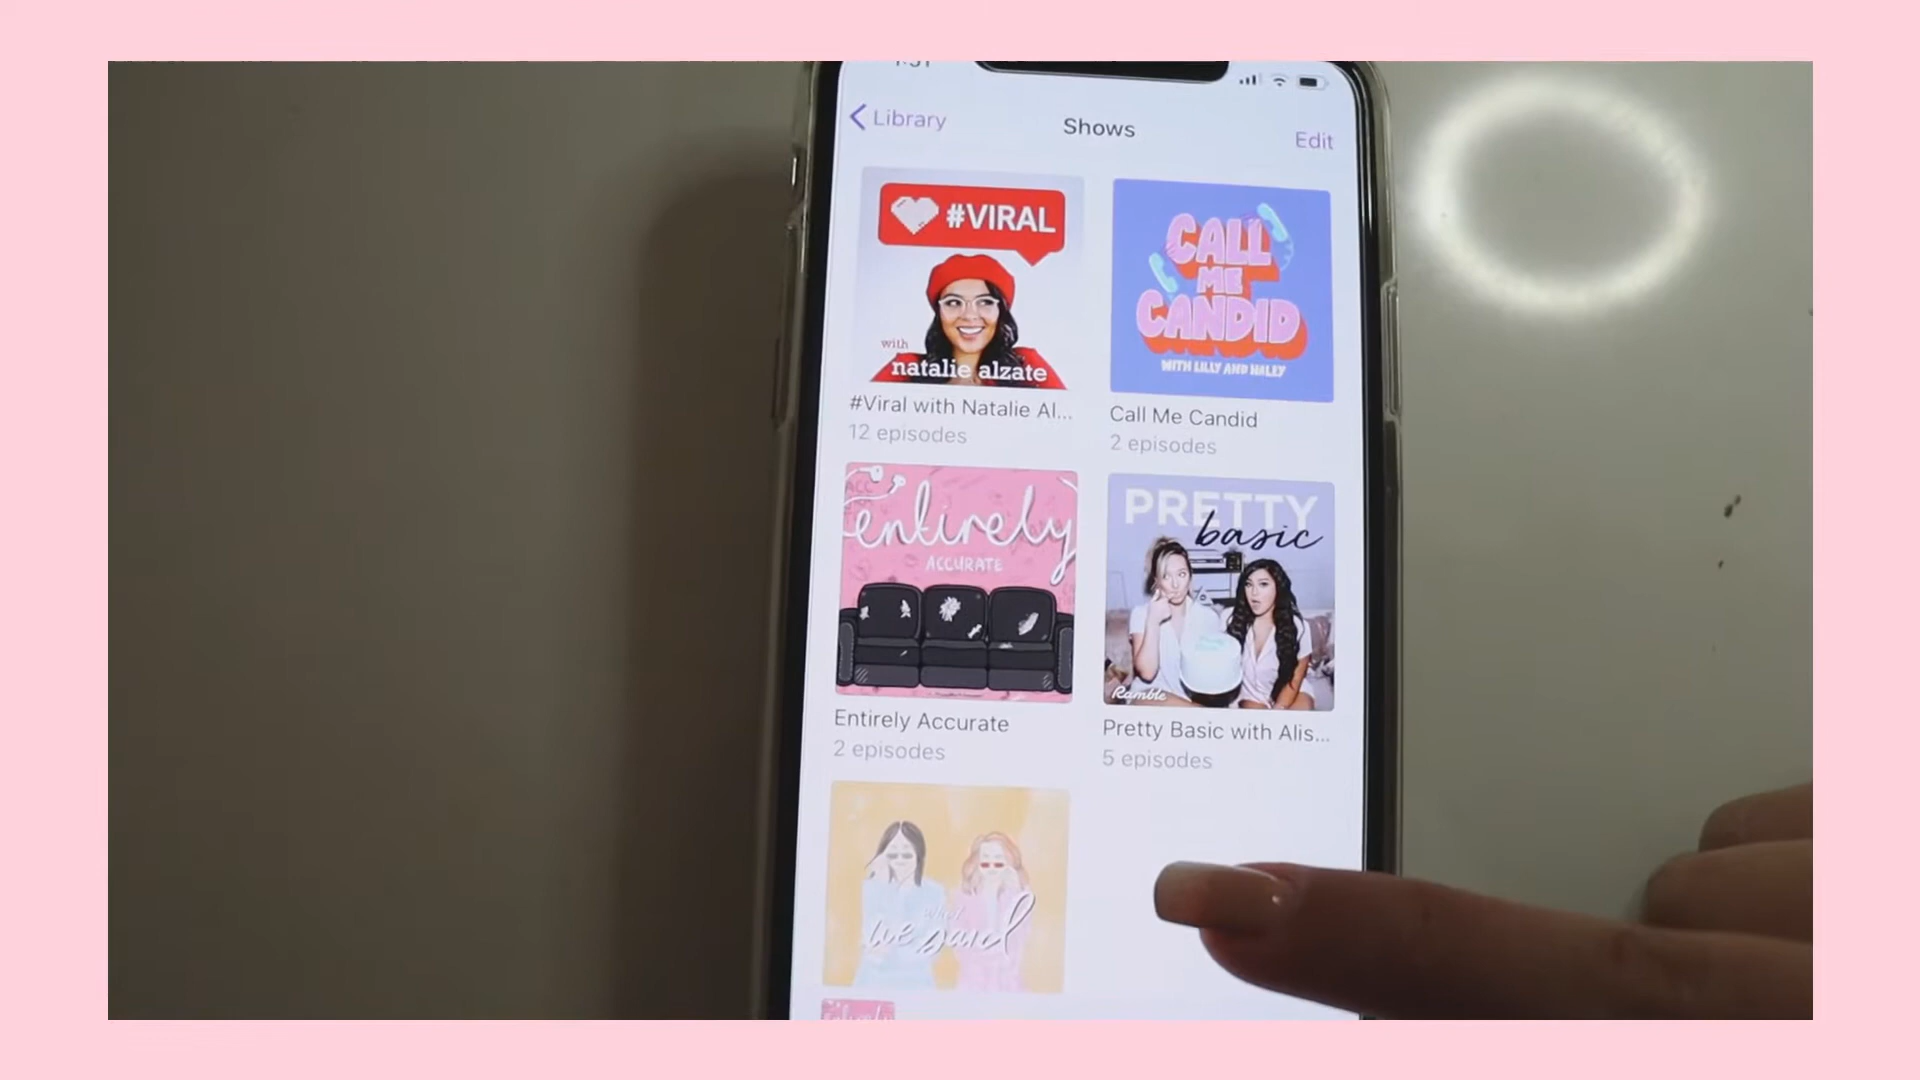 Library
Shows
Edit
#VIRAL
with
natalie alzate
#Viral with Natalie Al...
12 episodes
CALL
ME
CANDID
WITH LILLY AND HALEY
Call Me Candid
2 episodes
entirely
ACCURATE
Entirely Accurate
2 episodes
PRETTY
basic
Ramble
Pretty Basic with Alis...
5 episodes
what
we said